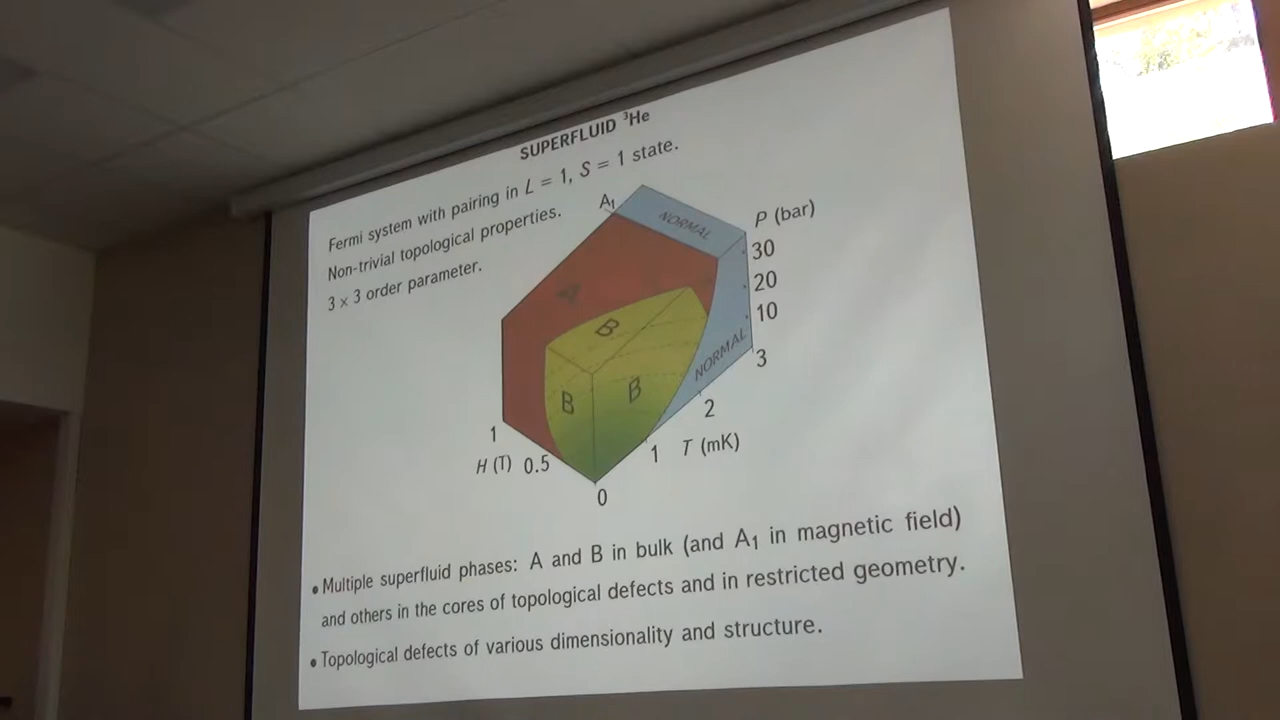 SUPERFLUID ³He
Fermi system with pairing in L = 1, S = 1 state.
Non-trivial topological properties.
3 × 3 order parameter.
A₁
NORMAL
P (bar)
30
20
10
3
A
B
B
B
NORMAL
2
1
T (mK)
1
H (T)
0.5
0
• Multiple superfluid phases: A and B in bulk (and A₁ in magnetic field)
and others in the cores of topological defects and in restricted geometry.
• Topological defects of various dimensionality and structure.